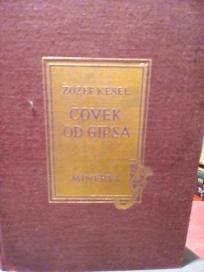 ŽOZEF KESEL
ČOVEK
OD GIPSA
MINERVA